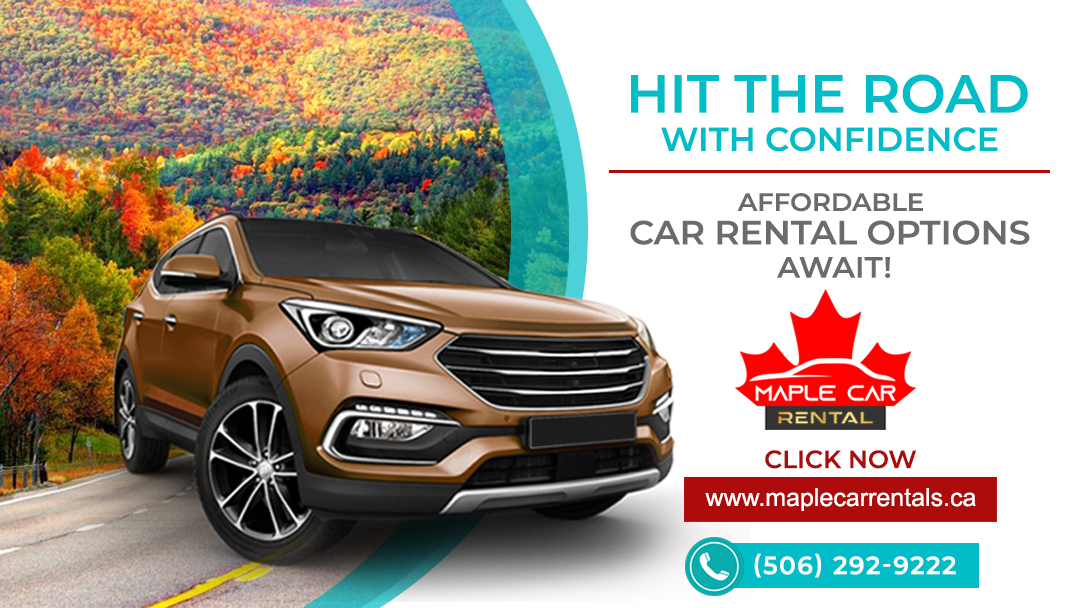 HIT THE ROAD
WITH CONFIDENCE
AFFORDABLE
CAR RENTAL OPTIONS
AWAIT!
MAPLE CAR
RENTAL
CLICK NOW
www.maplecarrentals.ca
(506) 292-9222